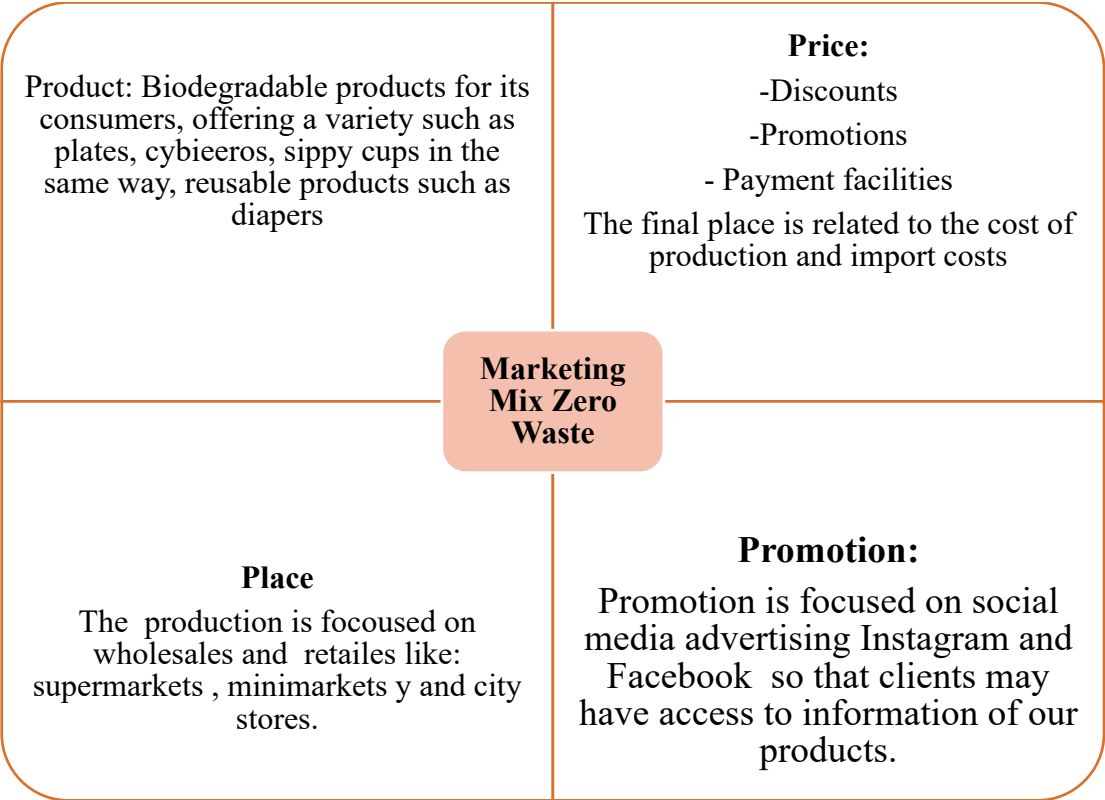 Product: Biodegradable products for its
consumers, offering a variety such as
plates, cybieeros, sippy cups in the
same way, reusable products such as
diapers
Price:
-Discounts
-Promotions
- Payment facilities
The final place is related to the cost of
production and import costs
Marketing
Mix Zero
Waste
Place
The  production is focoused on
wholesales and  retailes like:
supermarkets , minimarkets y and city
stores.
Promotion:
Promotion is focused on social
media advertising Instagram and
Facebook  so that clients may
have access to information of our
products.